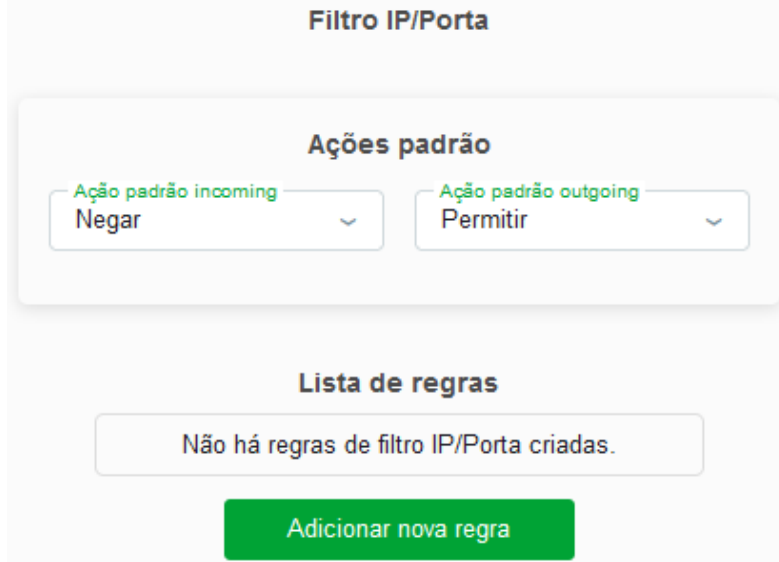 Filtro IP/Porta
Ações padrão
Ação padrão incoming
Negar
Ação padrão outgoing
Permitir
Lista de regras
Não há regras de filtro IP/Porta criadas.
Adicionar nova regra